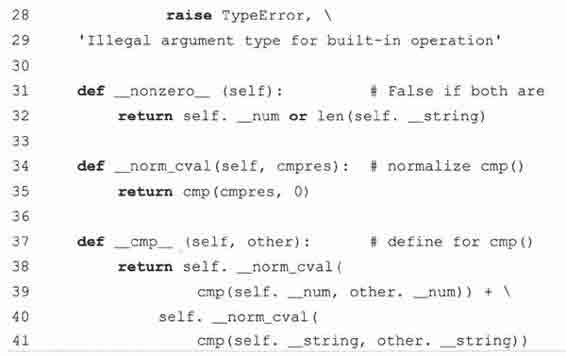 28 raise TypeError, \
29 'Illegal argument type for built-in operation'
30
31 def __nonzero__ (self): # False if both are
32 return self. __num or len(self. __string)
33
34 def __norm_cval(self, cmpres): # normalize cmp()
35 return cmp(cmpres, 0)
36
37 def __cmp__ (self, other): # define for cmp()
38 return self. __norm_cval(
39 cmp(self. __num, other. __num)) + \
40 self. __norm_cval(
41 cmp(self. __string, other. __string))